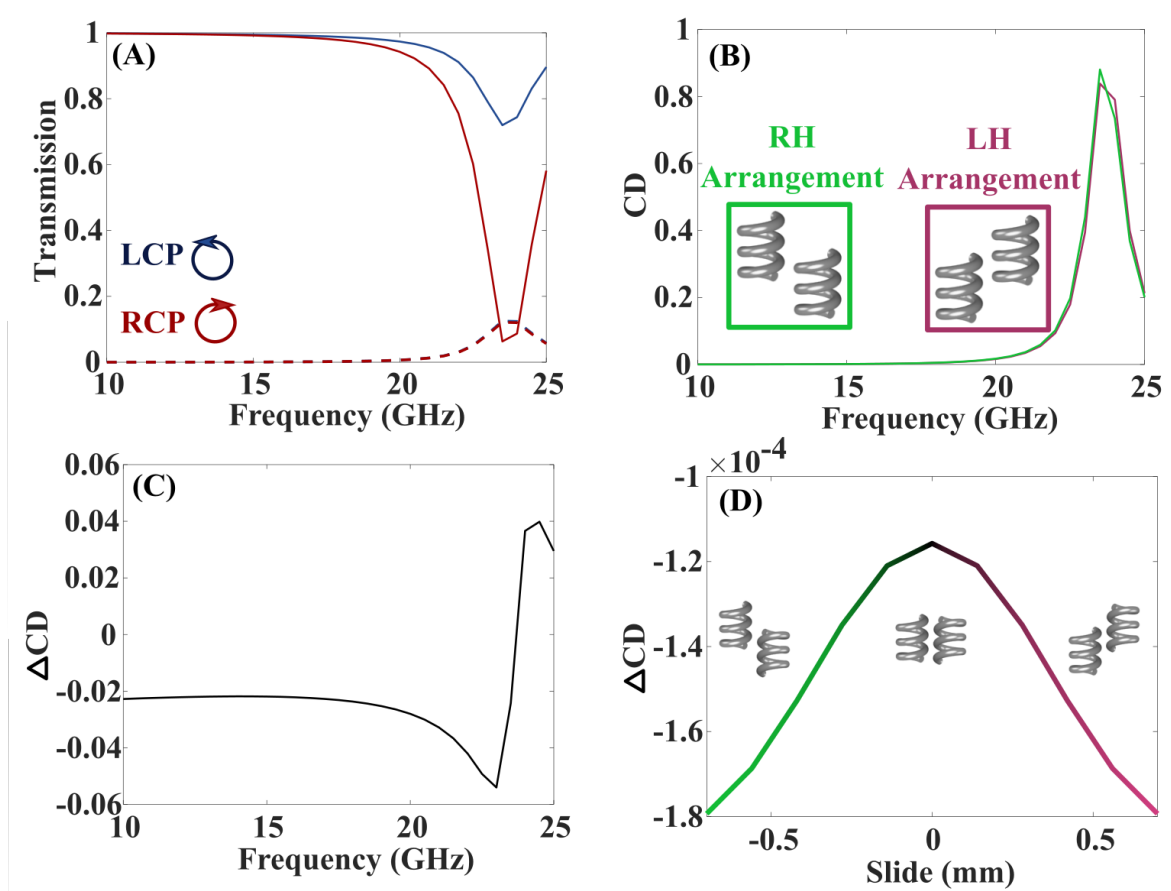 (A)
1
0.8
0.6
0.4
0.2
0
Transmission
LCP
RCP
10
15
20
25
Frequency (GHz)
(B)
1
0.8
0.6
0.4
0.2
0
CD
RH
Arrangement
LH
Arrangement
10
15
20
25
Frequency (GHz)
(C)
0.06
0.04
0.02
0
-0.02
-0.04
-0.06
ΔCD
10
15
20
25
Frequency (GHz)
(D)
×10-4
-1
-1.2
-1.4
-1.6
-1.8
ΔCD
-0.5
0
0.5
Slide (mm)